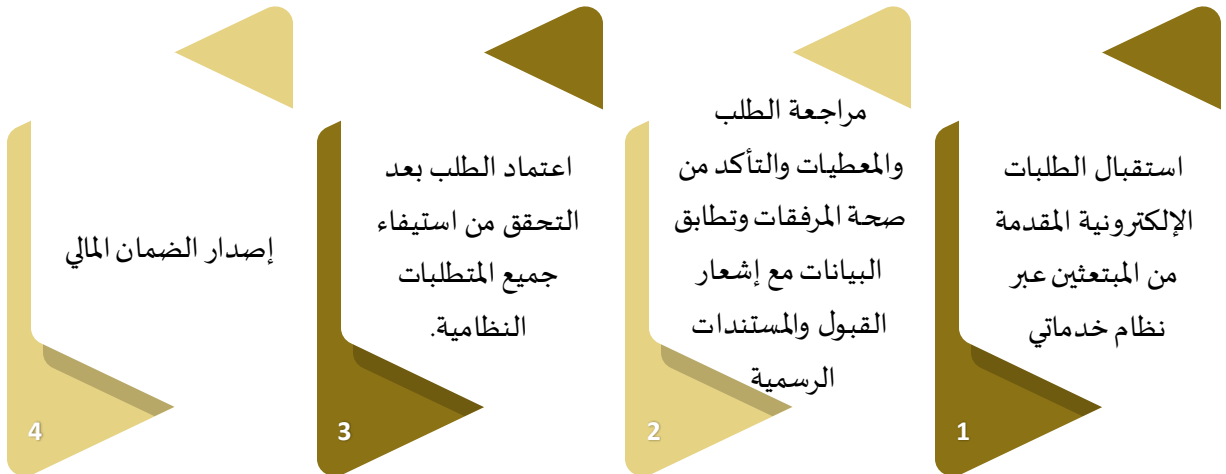 استقبال الطلبات
الإلكترونية المقدمة
من المبتعثين عبر
نظام خدماتي
1
مراجعة الطلب
والمعطيات والتأكد من
صحة المرفقات وتطابق
البيانات مع إشعار
القبول والمستندات
الرسمية
2
اعتماد الطلب بعد
التحقق من استيفاء
جميع المتطلبات
النظامية.
3
إصدار الضمان المالي
4